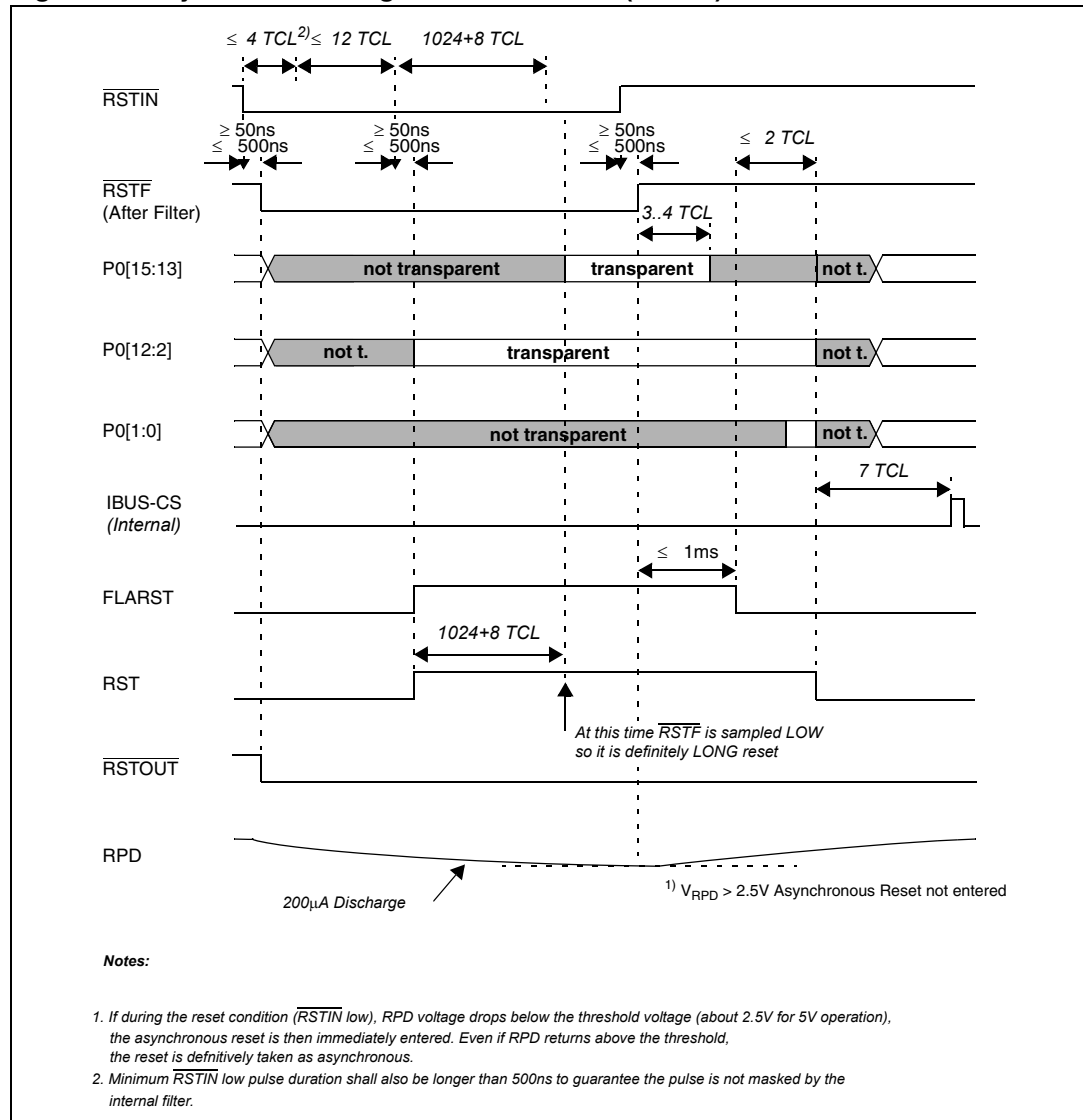 ≤ 4 TCL2) ≤ 12 TCL 1024+8 TCL
RSTIN
≥ 50ns ≥ 50ns ≥ 50ns
≤ 500ns ≤ 500ns ≤ 500ns ≤ 2 TCL
RSTF
(After Filter)
3..4 TCL
P0[15:13] not transparent transparent not t.
P0[12:2] not t. transparent not t.
P0[1:0] not transparent not t.
7 TCL
IBUS-CS
(Internal)
≤ 1ms
FLARST
1024+8 TCL
RST
At this time RSTF is sampled LOW
so it is definitely LONG reset
RSTOUT
RPD
200μA Discharge
1) VRPD > 2.5V Asynchronous Reset not entered
Notes:
1. If during the reset condition (RSTIN low), RPD voltage drops below the threshold voltage (about 2.5V for 5V operation),
the asynchronous reset is then immediately entered. Even if RPD returns above the threshold,
the reset is defnitively taken as asynchronous.
2. Minimum RSTIN low pulse duration shall also be longer than 500ns to guarantee the pulse is not masked by the
internal filter.